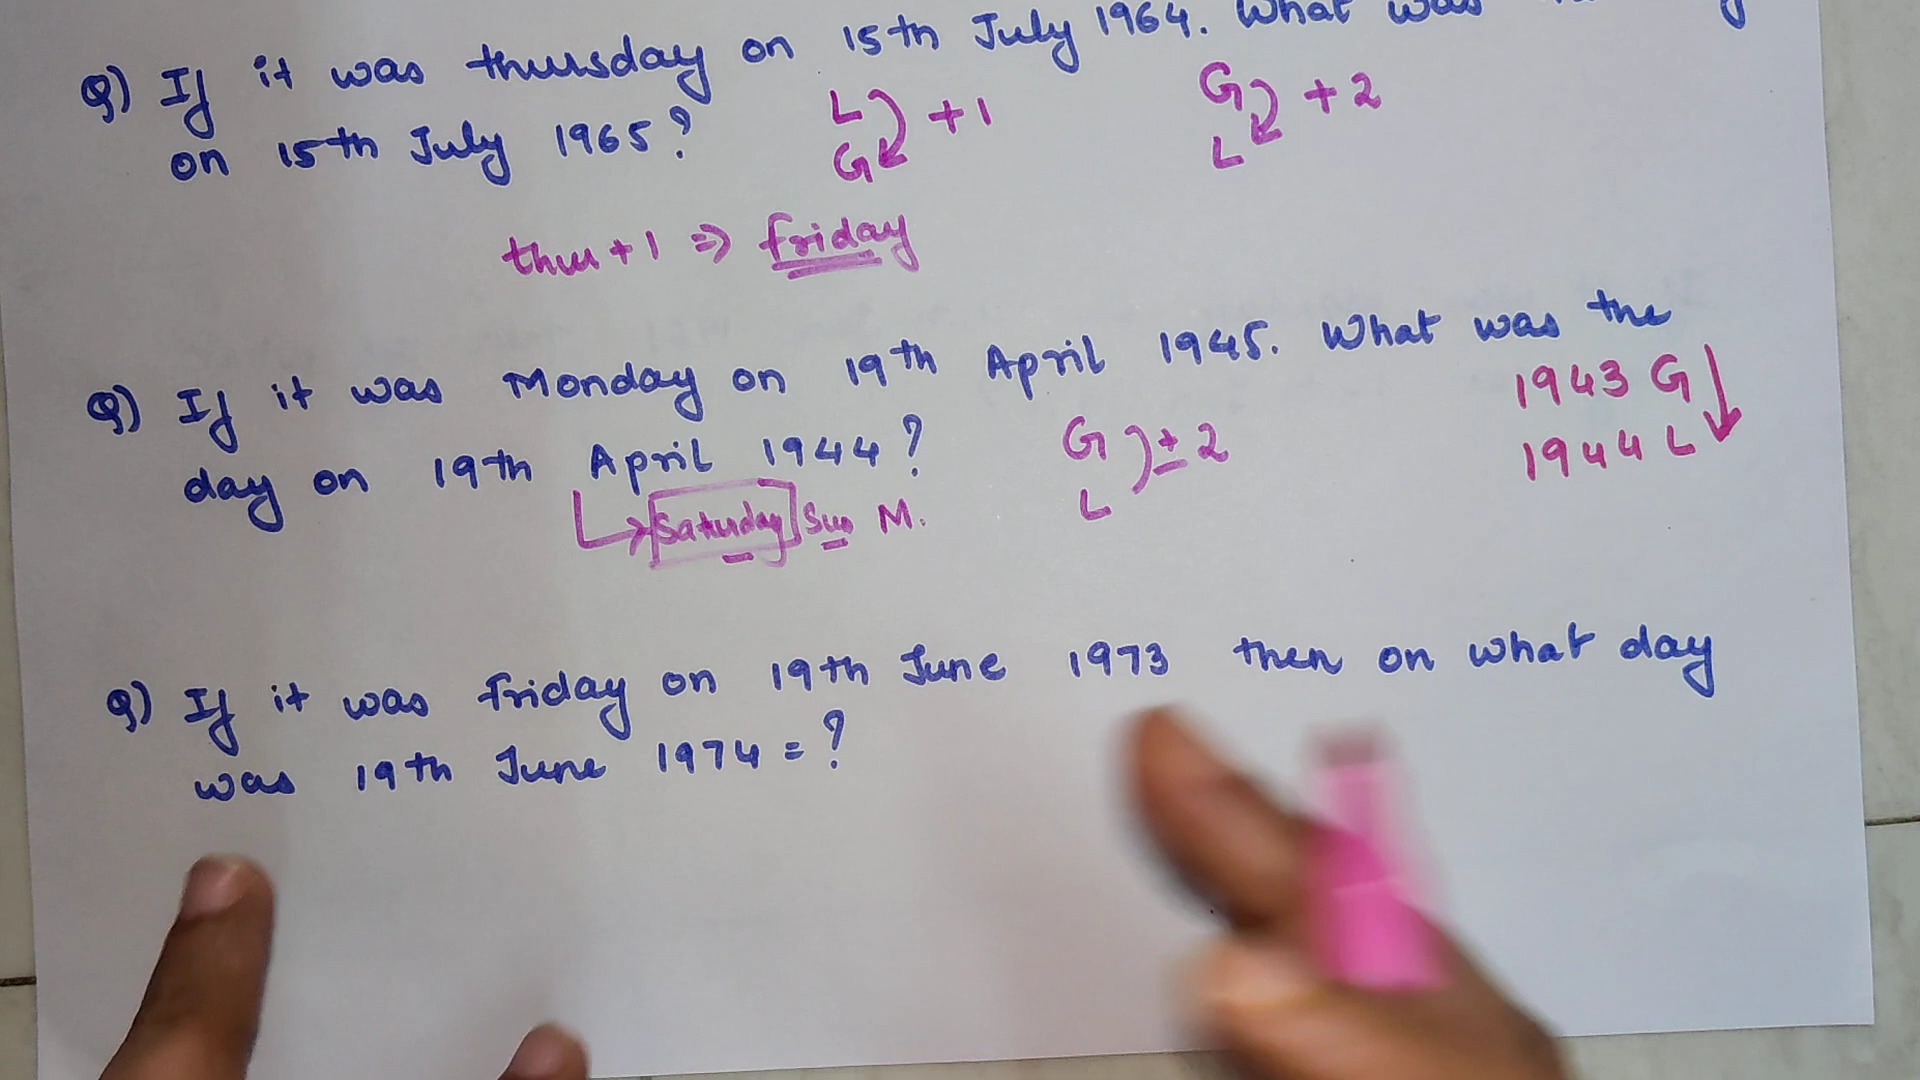 Q) If it was thursday on 15th July 1964. What was
on 15th July 1965?
L
G
+1
G
L
+2
thu+1 => friday
Q) If it was Monday on 19th April 1945. What was the
day on 19th April 1944?
G
L
± 2
1943 G
1944 L
Saturday Sun M.
Q) If it was friday on 19th June 1973 then on what day
was 19th June 1974 = ?